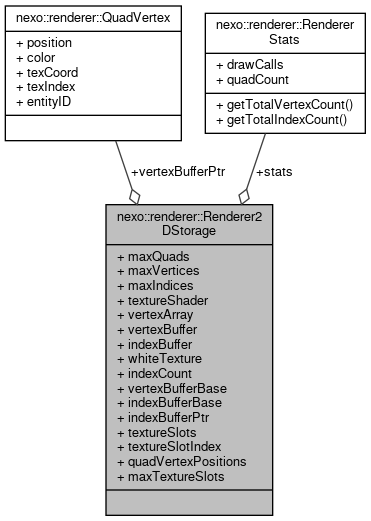 nexo::renderer::QuadVertex
+ position
+ color
+ texCoord
+ texIndex
+ entityID
nexo::renderer::Renderer
Stats
+ drawCalls
+ quadCount
+ getTotalVertexCount()
+ getTotalIndexCount()
+vertexBufferPtr
+stats
nexo::renderer::Renderer2
DStorage
+ maxQuads
+ maxVertices
+ maxIndices
+ textureShader
+ vertexArray
+ vertexBuffer
+ indexBuffer
+ whiteTexture
+ indexCount
+ vertexBufferBase
+ indexBufferBase
+ indexBufferPtr
+ textureSlots
+ textureSlotIndex
+ quadVertexPositions
+ maxTextureSlots